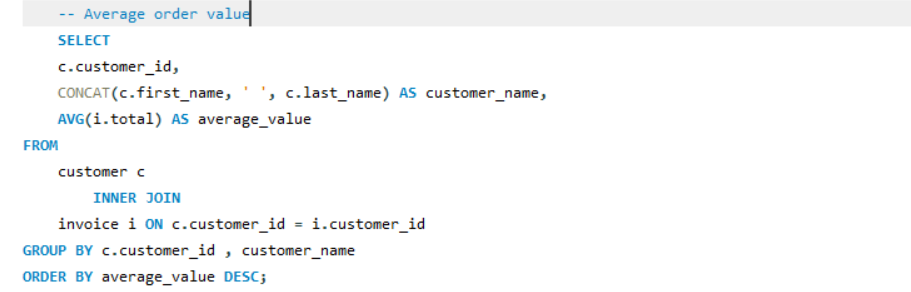 -- Average order value
SELECT
c.customer_id,
CONCAT(c.first_name, ' ', c.last_name) AS customer_name,
AVG(i.total) AS average_value
FROM
customer c
INNER JOIN
invoice i ON c.customer_id = i.customer_id
GROUP BY c.customer_id , customer_name
ORDER BY average_value DESC;